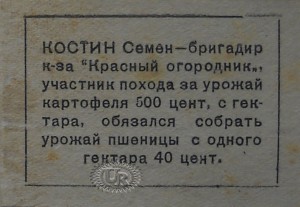 КОСТИН Семен—бригадир
к-за "Красный огородник„,
участник похода за урожай
картофеля 500 цент, с гек-
тара, обязался собрать
урожай пшеницы с одного
гектара 40 цент.